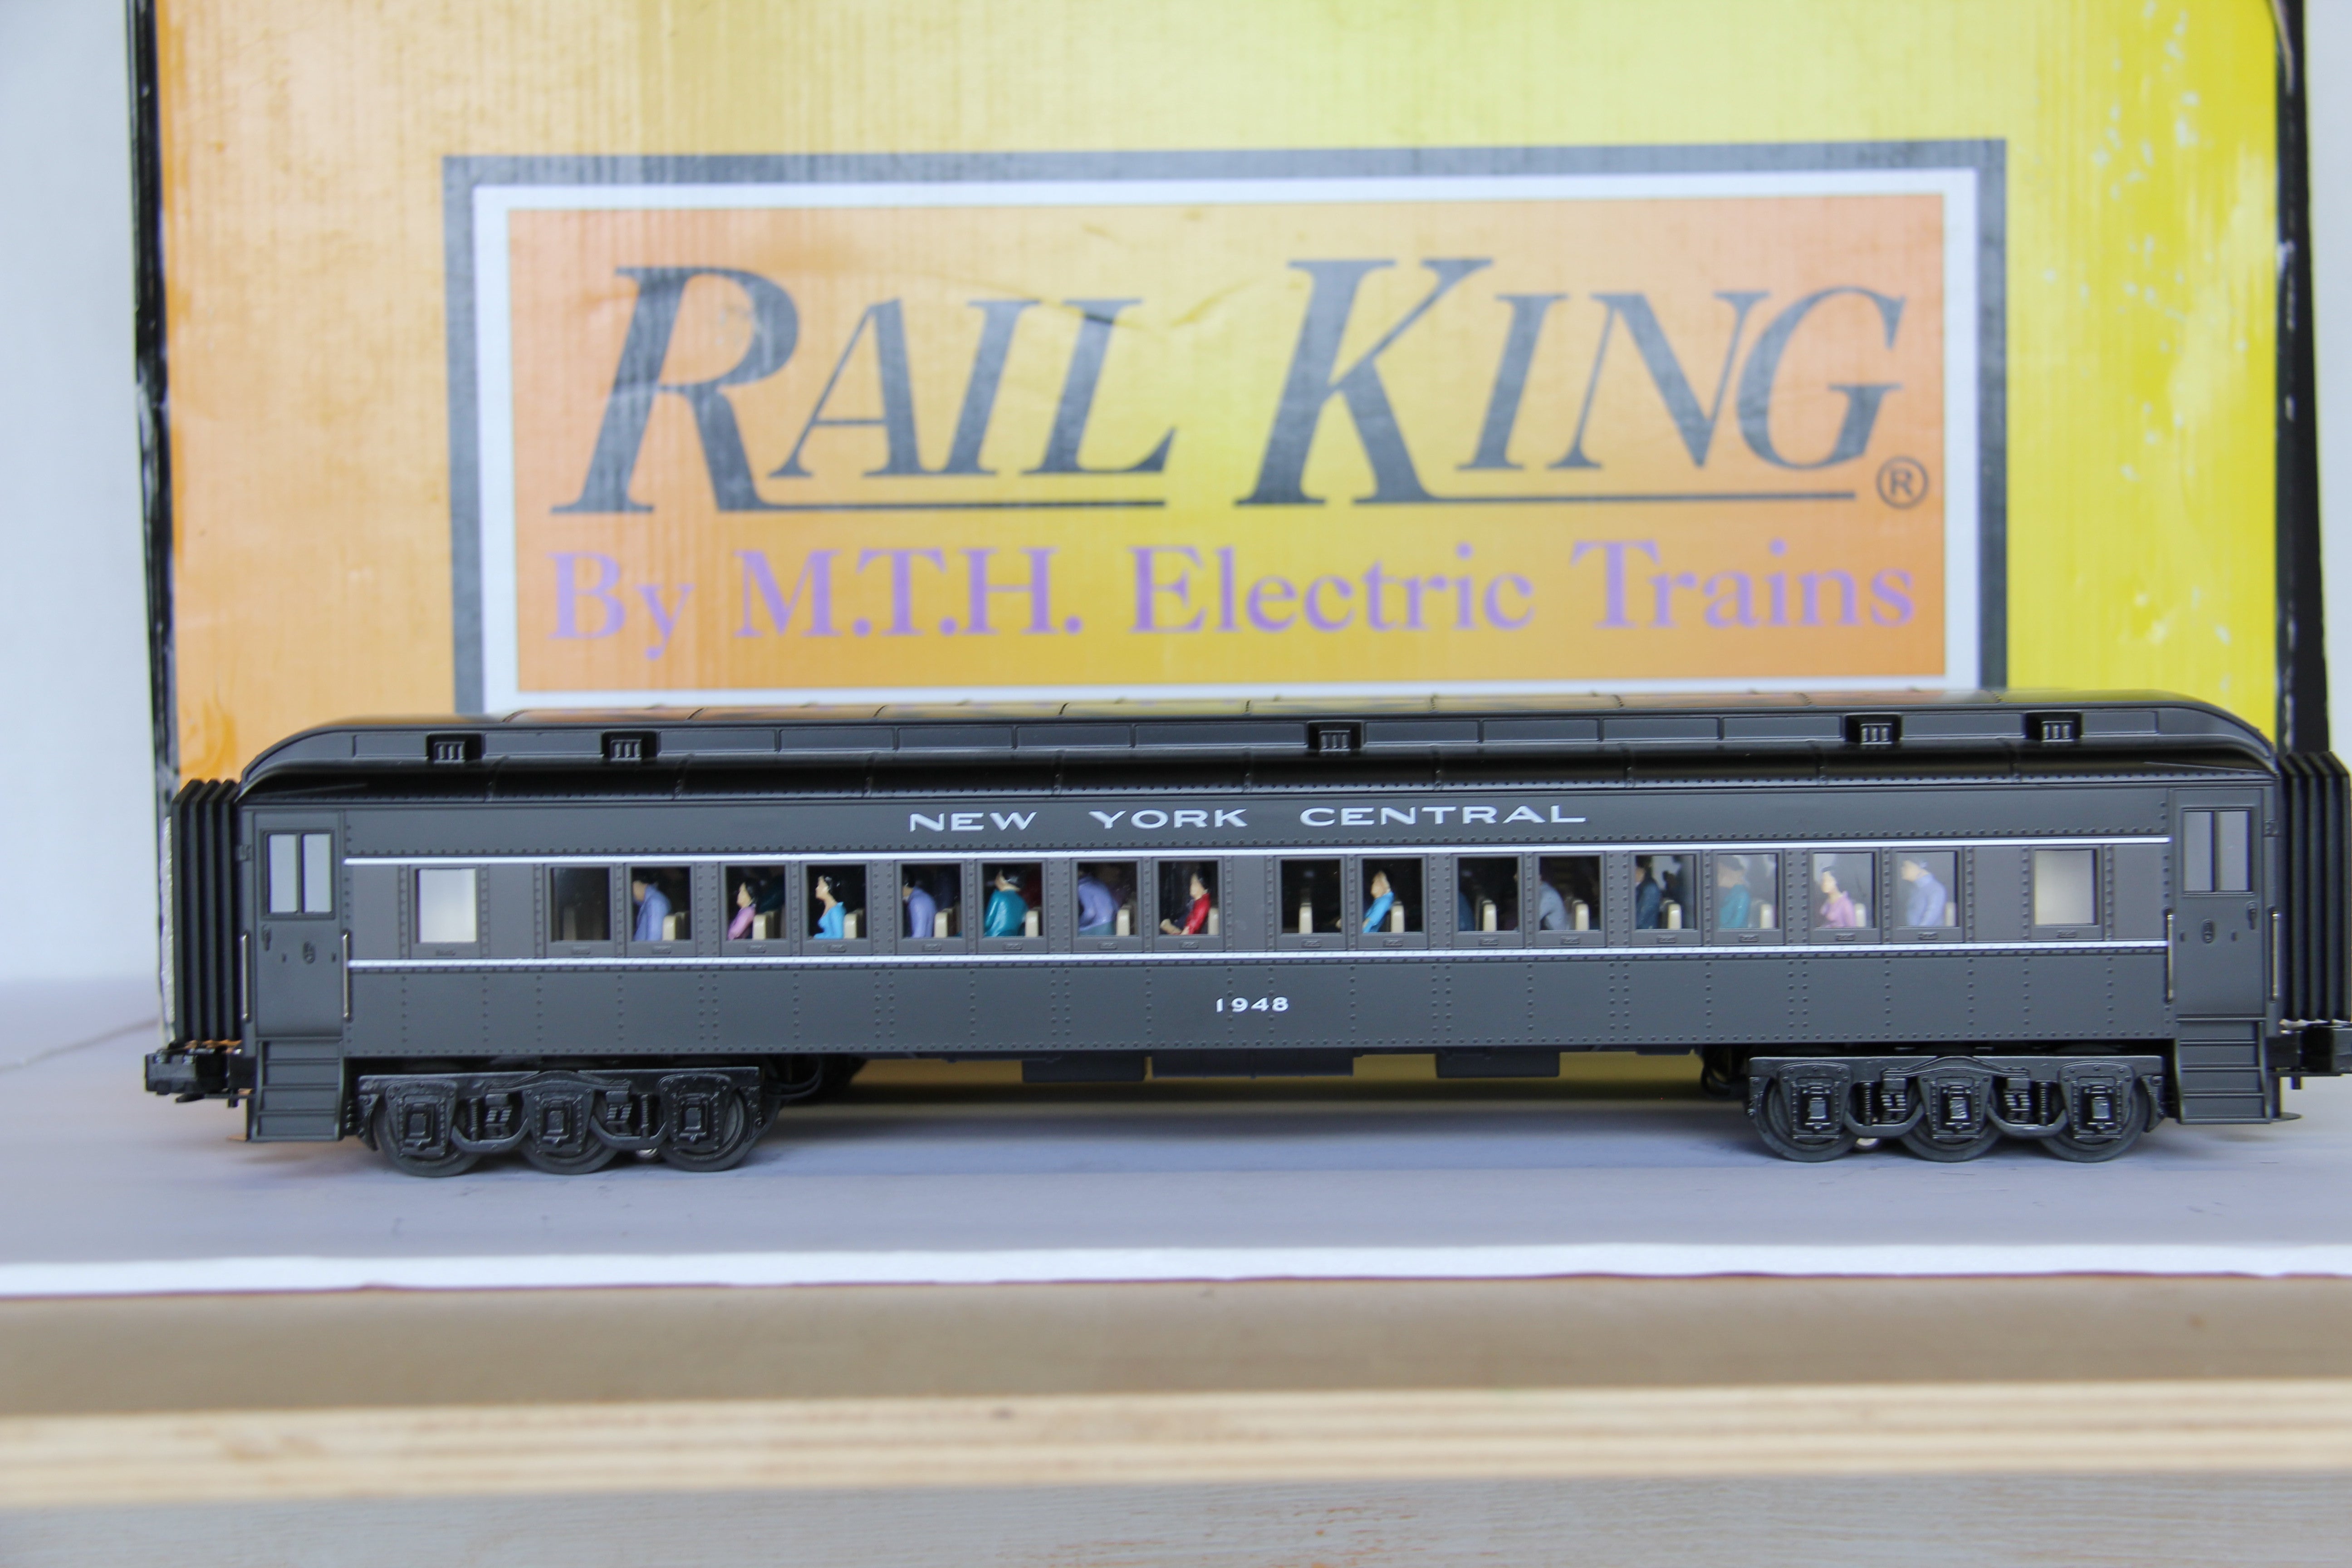 RAIL KING®
By M.T.H. Electric Trains
NEW YORK CENTRAL
1948